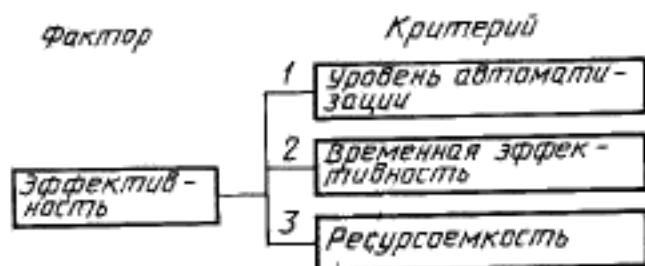 Фактор
Критерий
1
Уровень автомати-
зации
2
Временная эффек-
тивность
Эффектив-
ность
3
Ресурсоемкость